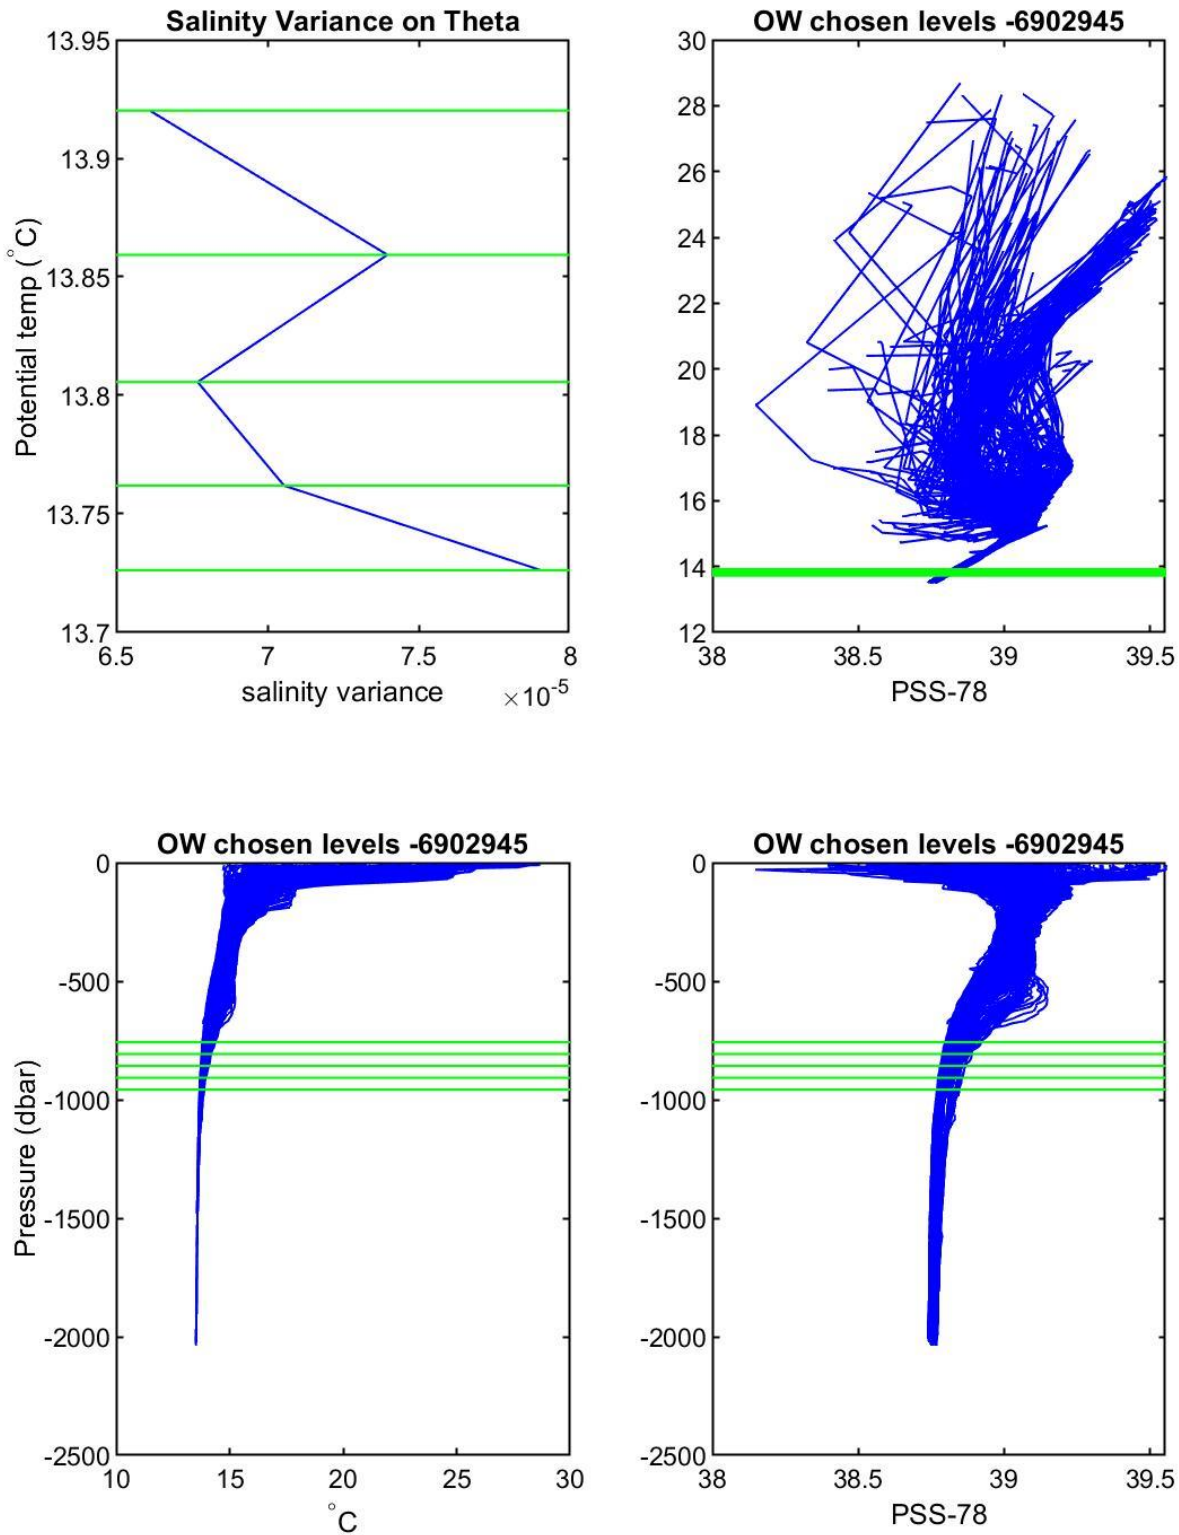 Salinity Variance on Theta
13.95
13.9
13.85
13.8
13.75
13.7
Potential temp (°C)
6.5 7 7.5 8
salinity variance ×10-5
OW chosen levels -6902945
30
28
26
24
22
20
18
16
14
12
38 38.5 39 39.5
PSS-78
OW chosen levels -6902945
0
-500
-1000
-1500
-2000
-2500
Pressure (dbar)
10 15 20 25 30
°C
OW chosen levels -6902945
0
-500
-1000
-1500
-2000
-2500
38 38.5 39 39.5
PSS-78